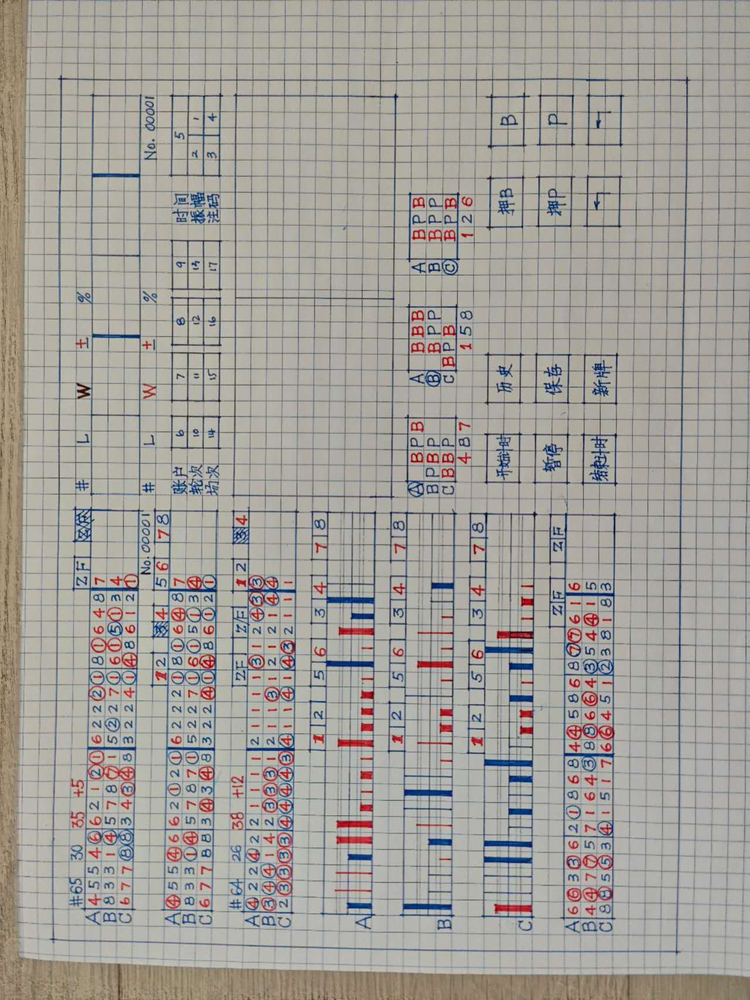 #65 30 35 +5 ZF
A 4 5 5 4 6 6 2 1 2 1 6 2 2 2 1 8 1 6 4 8 7
B 8 3 3 1 4 5 7 8 7 1 5 2 2 7 1 6 1 5 1 3 4
C 6 7 7 8 8 3 4 3 4 8 3 2 2 4 1 4 8 6 1 2 1
No. 00001
1 2 4 5 6 7 8
A 4 5 5 4 6 6 2 1 2 1 6 2 2 2 1 8 1 6 4 8 7
B 8 3 3 1 4 5 7 8 7 1 5 2 2 7 1 6 1 5 1 3 4
C 6 7 7 8 8 3 4 3 4 8 3 2 2 4 1 4 8 6 1 2 1
#64 26 38 +12 ZF Z/F 1 2 3 4
A 4 2 2 4 2 2 1 1 1 1 2 1 1 1 1 3 1 2 4 3 3
B 3 4 4 1 4 2 3 3 3 1 2 1 1 3 1 2 1 2 1 4 4
C 2 3 3 3 3 4 4 4 4 3 4 1 1 4 1 4 3 2 1 1 1
1 2 5 6 3 4 7 8
A
1 2 5 6 3 4 7 8
B
1 2 5 6 3 4 7 8
C
ZF ZF
A 6 6 3 3 6 2 1 8 6 8 4 4 5 8 6 8 7 7 6 1 6
B 4 4 7 7 5 7 1 6 4 3 8 8 6 6 4 3 5 4 4 1 5
C 8 8 5 5 3 4 1 5 1 7 6 6 4 5 1 2 3 8 1 8 3
# L W ± %
# L W ± % No. 00001
账户 6 7 8 9 时间 5
轮次 10 11 12 13 振幅 2 1
场次 14 15 16 17 注码 3 4
A B P B A B B B A B P B
B P B P B B P P B B P P
C B B P C B P B C B P B
4 8 7 1 5 8 1 2 6
开始计时 历史 押B B
暂停 保存 押P P
结束计时 新牌 ↵ ↵